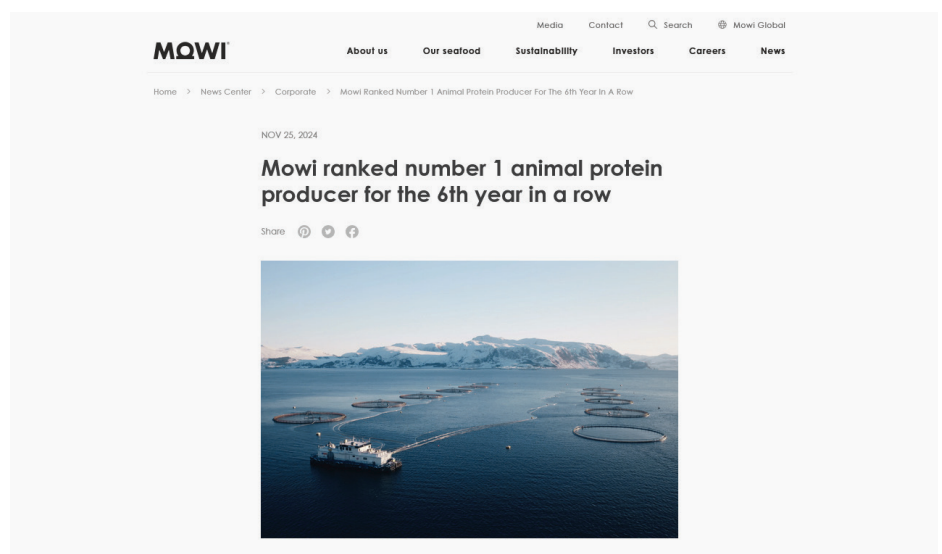 Media Contact Search Mowi Global
MOWI®
About us Our seafood Sustainability Investors Careers News
Home > News Center > Corporate > Mowi Ranked Number 1 Animal Protein Producer For The 6th Year In A Row
NOV 25, 2024
Mowi ranked number 1 animal protein
producer for the 6th year in a row
Share